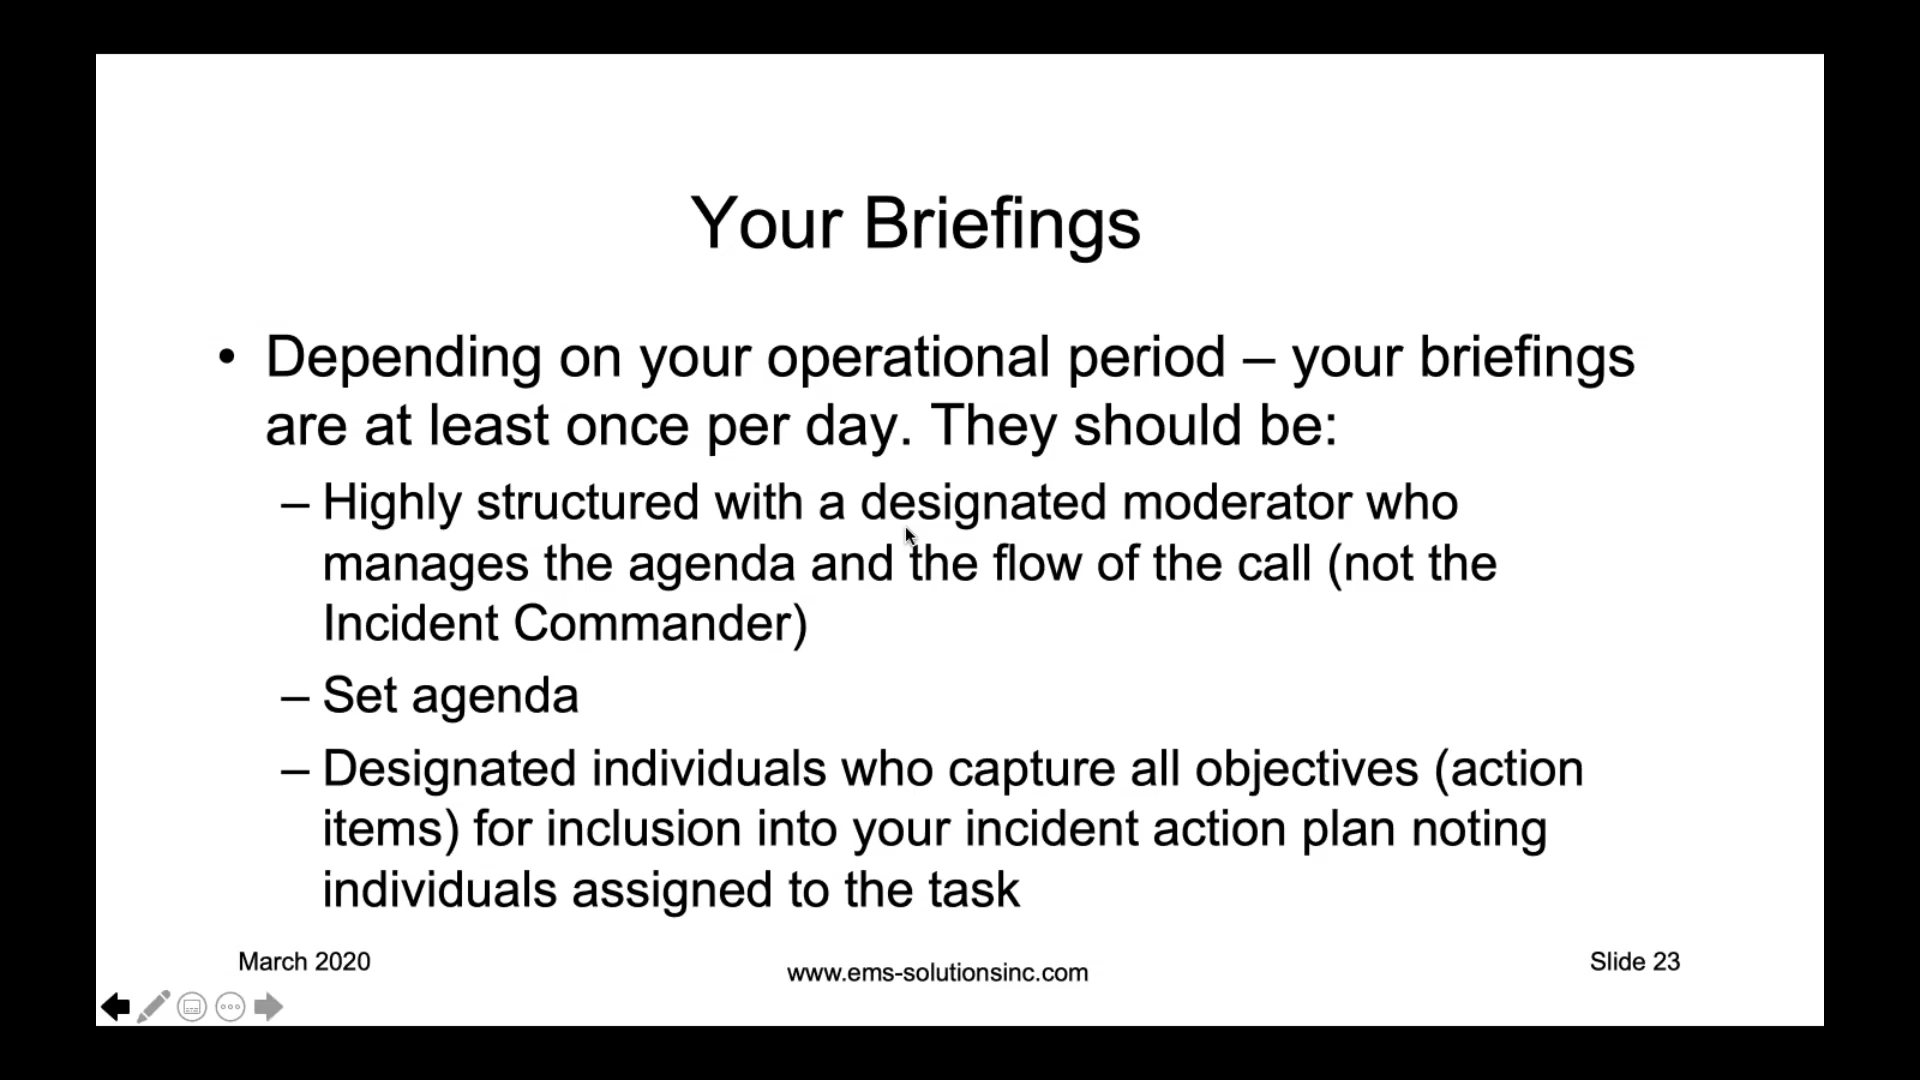 Your Briefings
• Depending on your operational period – your briefings
are at least once per day. They should be:
– Highly structured with a designated moderator who
manages the agenda and the flow of the call (not the
Incident Commander)
– Set agenda
– Designated individuals who capture all objectives (action
items) for inclusion into your incident action plan noting
individuals assigned to the task
March 2020
www.ems-solutionsinc.com
Slide 23